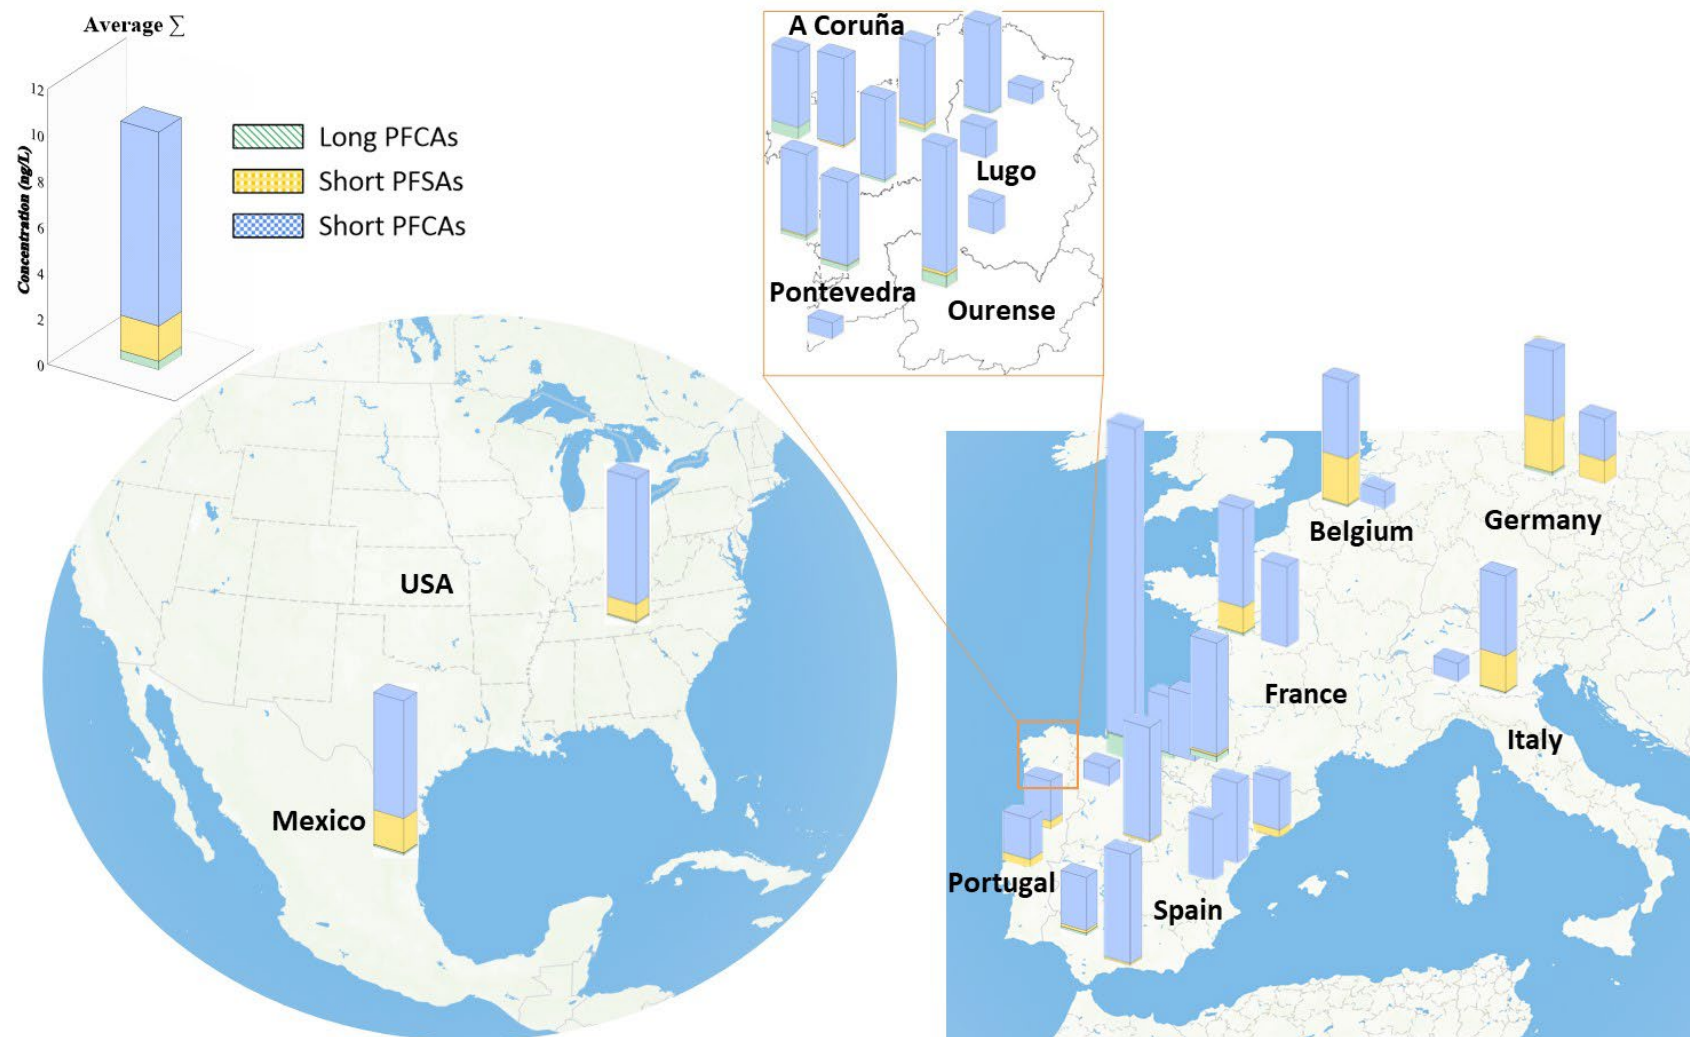 Average ∑
Concentration (ng/L)
12
10
8
6
4
2
0
Long PFCAs
Short PFSAs
Short PFCAs
A Coruña
Lugo
Pontevedra
Ourense
USA
Mexico
Belgium
Germany
France
Italy
Portugal
Spain